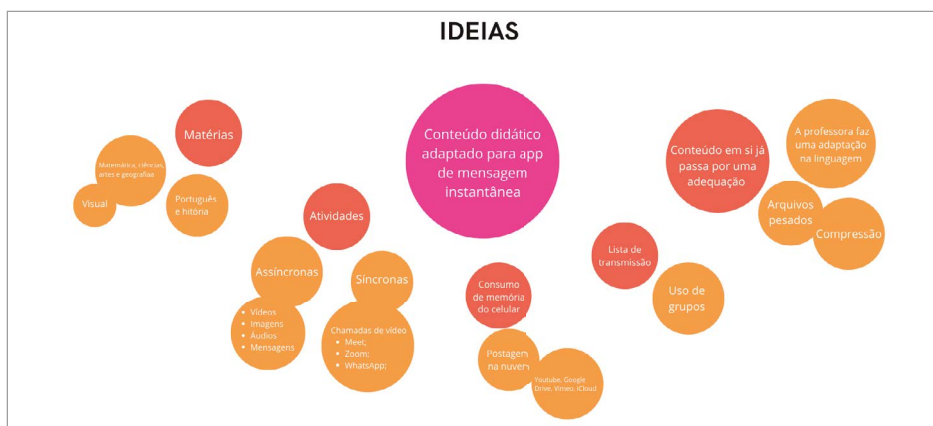 IDEIAS
Conteúdo didático
adaptado para app
de mensagem
instantânea
Matérias
Matemática, ciências,
artes e geografiaa
Visual
Português
e hitória
Atividades
Assíncronas
• Vídeos
• Imagens
• Áudios
• Mensagens
Síncronas
Chamadas de vídeo
• Meet;
• Zoom;
• WhatsApp;
Consumo
de memória
do celular
Postagem
na nuvem
Youtube, Google
Drive, Vimeo, iCloud
Lista de
transmissão
Uso de
grupos
Conteúdo em si já
passa por uma
adequação
A professora faz
uma adaptação
na linguagem
Arquivos
pesados
Compressão